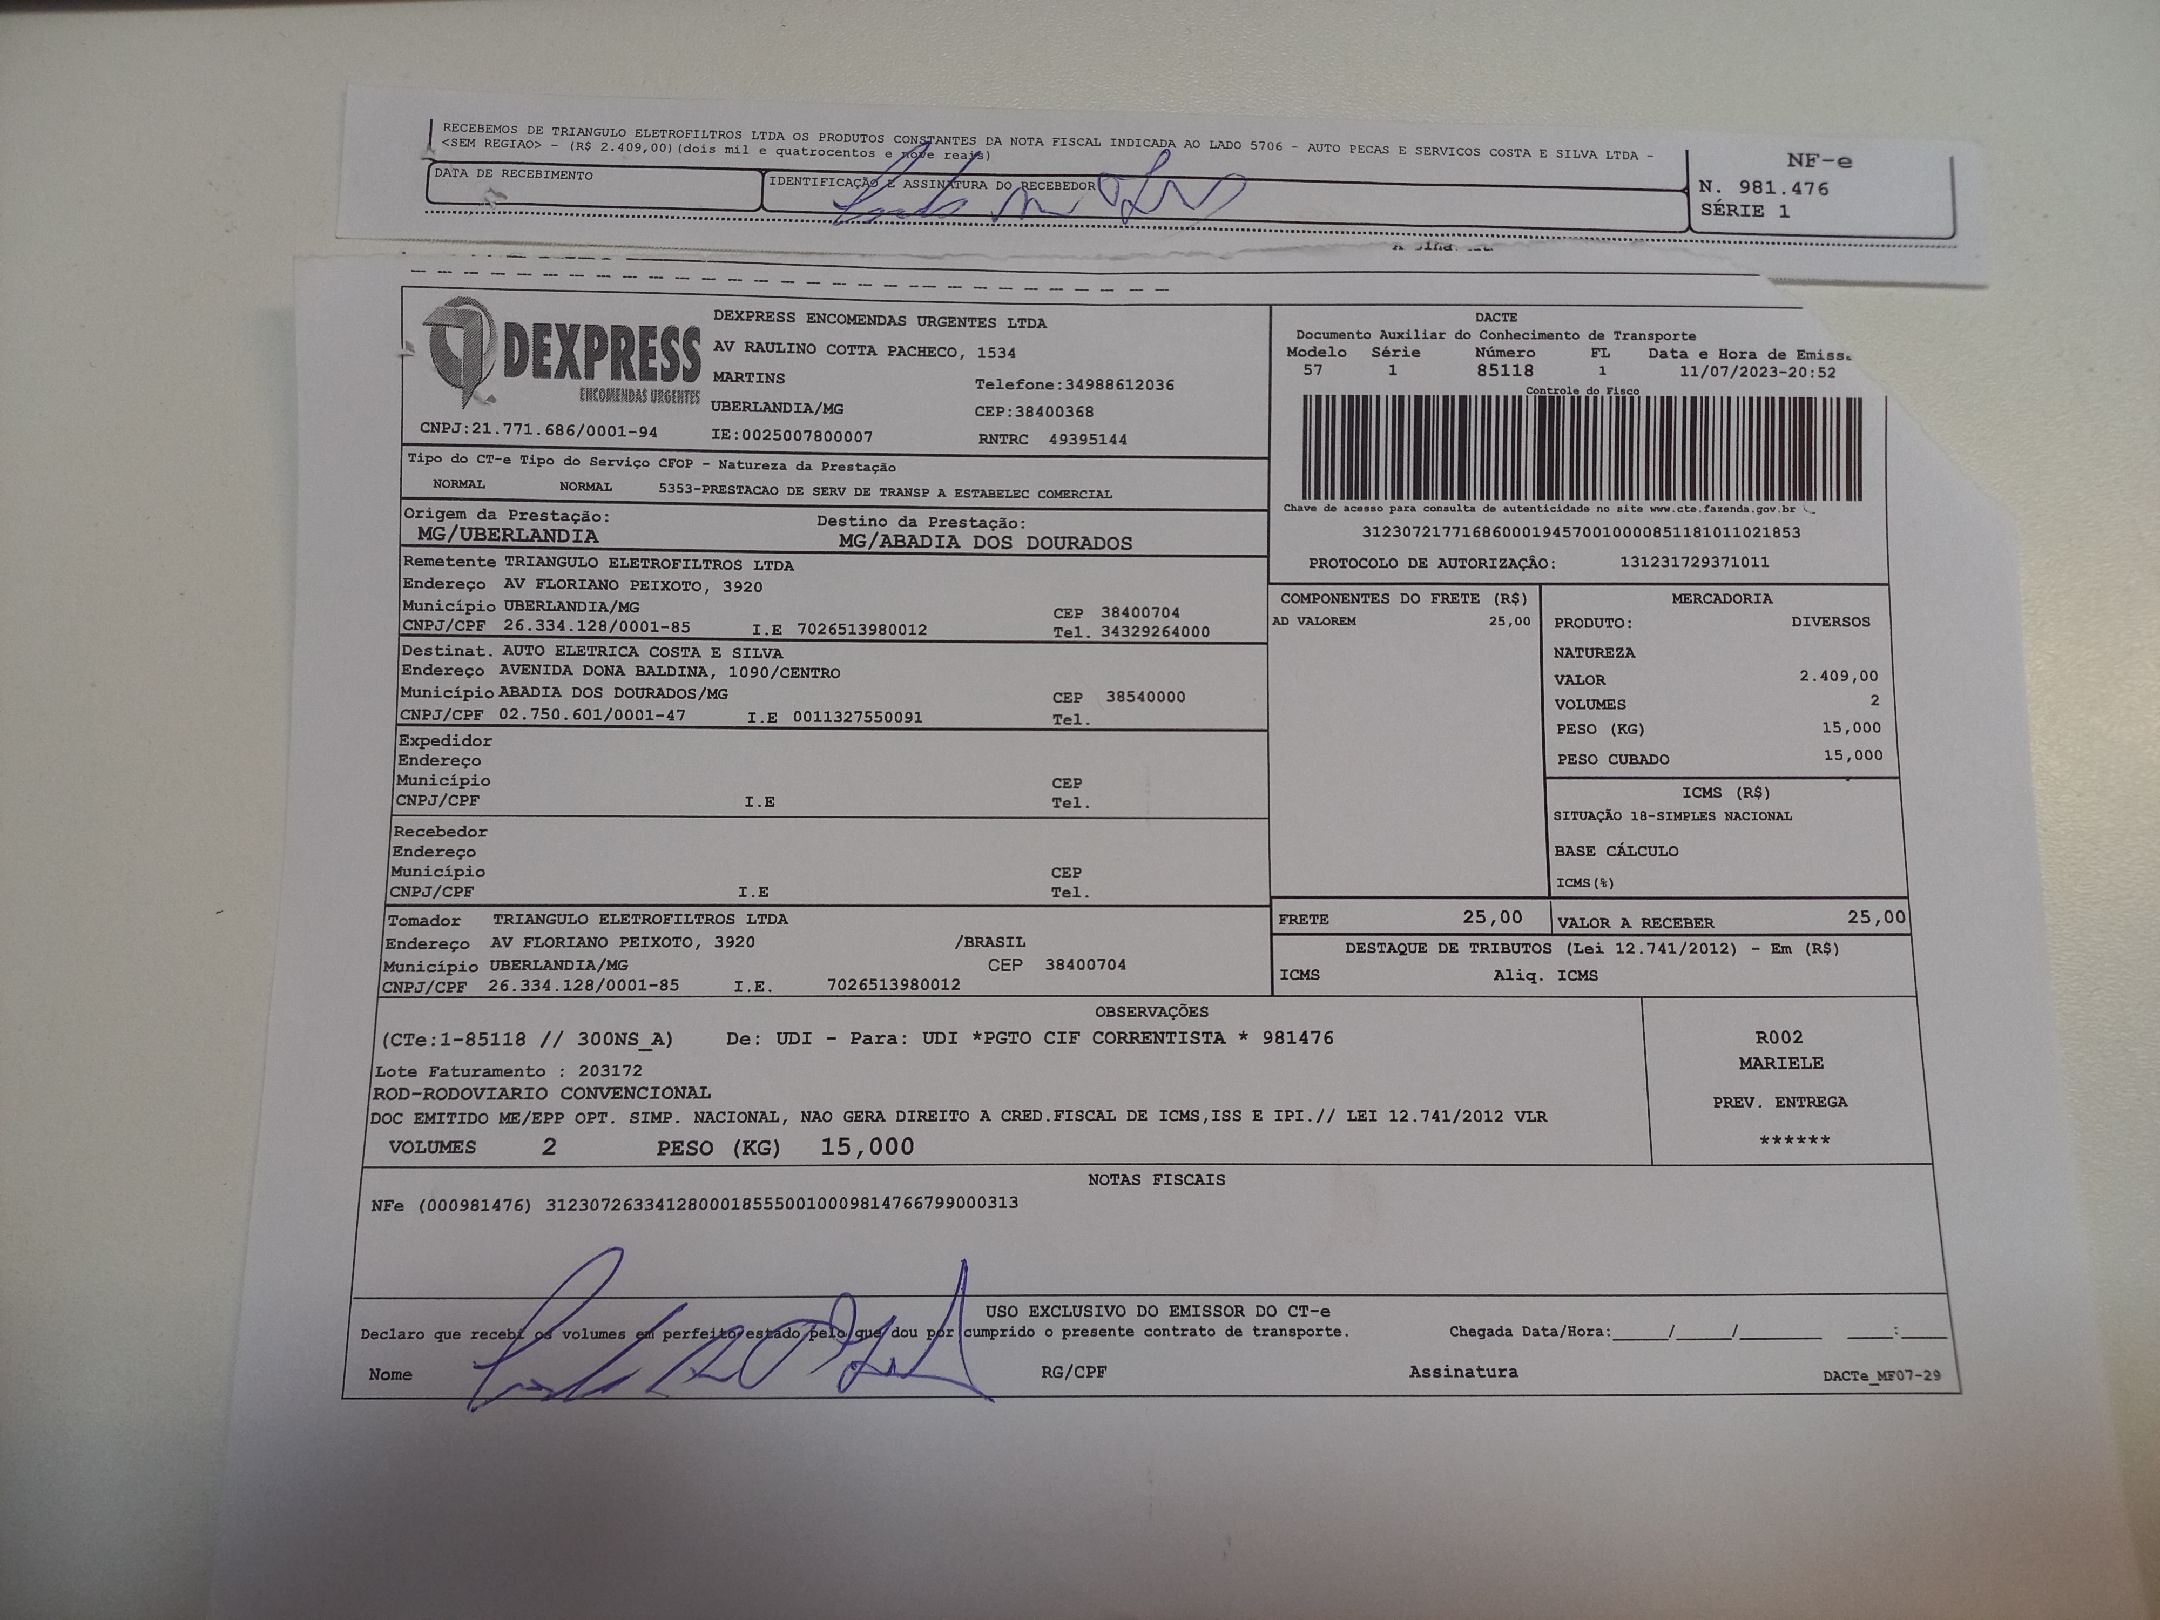 RECEBEMOS DE TRIANGULO ELETROFILTROS LTDA OS PRODUTOS CONSTANTES DA NOTA FISCAL INDICADA AO LADO 5706 - AUTO PECAS E SERVICOS COSTA E SILVA LTDA -
<SEM REGIAO> - (R$ 2.409,00)(dois mil e quatrocentos e nove reais)
DATA DE RECEBIMENTO
IDENTIFICAÇÃO E ASSINATURA DO RECEBEDOR
NF-e
N. 981.476
SÉRIE 1
DEXPRESS
ENCOMENDAS URGENTES
CNPJ:21.771.686/0001-94
DEXPRESS ENCOMENDAS URGENTES LTDA
AV RAULINO COTTA PACHECO, 1534
MARTINS Telefone:34988612036
UBERLANDIA/MG CEP:38400368
IE:0025007800007 RNTRC 49395144
DACTE
Documento Auxiliar do Conhecimento de Transporte
Modelo Série Número FL Data e Hora de Emiss
57 1 85118 1 11/07/2023-20:52
Controle do Fisco
Chave de acesso para consulta de autenticidade no site www.cte.fazenda.gov.br
31230721771686000194570010000851181011021853
PROTOCOLO DE AUTORIZAÇÃO: 131231729371011
Tipo do CT-e Tipo do Serviço CFOP - Natureza da Prestação
NORMAL NORMAL 5353-PRESTACAO DE SERV DE TRANSP A ESTABELEC COMERCIAL
Origem da Prestação: Destino da Prestação:
MG/UBERLANDIA MG/ABADIA DOS DOURADOS
Remetente TRIANGULO ELETROFILTROS LTDA
Endereço AV FLORIANO PEIXOTO, 3920
Município UBERLANDIA/MG CEP 38400704
CNPJ/CPF 26.334.128/0001-85 I.E 7026513980012 Tel. 34329264000
Destinat. AUTO ELETRICA COSTA E SILVA
Endereço AVENIDA DONA BALDINA, 1090/CENTRO
Município ABADIA DOS DOURADOS/MG CEP 38540000
CNPJ/CPF 02.750.601/0001-47 I.E 0011327550091 Tel.
Expedidor
Endereço
Município CEP
CNPJ/CPF I.E Tel.
Recebedor
Endereço
Município CEP
CNPJ/CPF I.E Tel.
Tomador TRIANGULO ELETROFILTROS LTDA
Endereço AV FLORIANO PEIXOTO, 3920 /BRASIL
Município UBERLANDIA/MG CEP 38400704
CNPJ/CPF 26.334.128/0001-85 I.E. 7026513980012
COMPONENTES DO FRETE (R$)
AD VALOREM 25,00
MERCADORIA
PRODUTO: DIVERSOS
NATUREZA
VALOR 2.409,00
VOLUMES 2
PESO (KG) 15,000
PESO CUBADO 15,000
ICMS (R$)
SITUAÇÃO 18-SIMPLES NACIONAL
BASE CÁLCULO
ICMS(%)
FRETE 25,00 VALOR A RECEBER 25,00
DESTAQUE DE TRIBUTOS (Lei 12.741/2012) - Em (R$)
ICMS Aliq. ICMS
OBSERVAÇÕES
(CTe:1-85118 // 300NS_A) De: UDI - Para: UDI *PGTO CIF CORRENTISTA * 981476
Lote Faturamento : 203172
ROD-RODOVIARIO CONVENCIONAL
DOC EMITIDO ME/EPP OPT. SIMP. NACIONAL, NAO GERA DIREITO A CRED.FISCAL DE ICMS,ISS E IPI.// LEI 12.741/2012 VLR
VOLUMES 2 PESO (KG) 15,000
R002
MARIELE
PREV. ENTREGA
******
NOTAS FISCAIS
NFe (000981476) 31230726334128000185550010009814766799000313
USO EXCLUSIVO DO EMISSOR DO CT-e
Declaro que recebi os volumes em perfeito estado pelo que dou por cumprido o presente contrato de transporte. Chegada Data/Hora:____/____/______ ____:____
Nome RG/CPF Assinatura DACTe_MF07-29